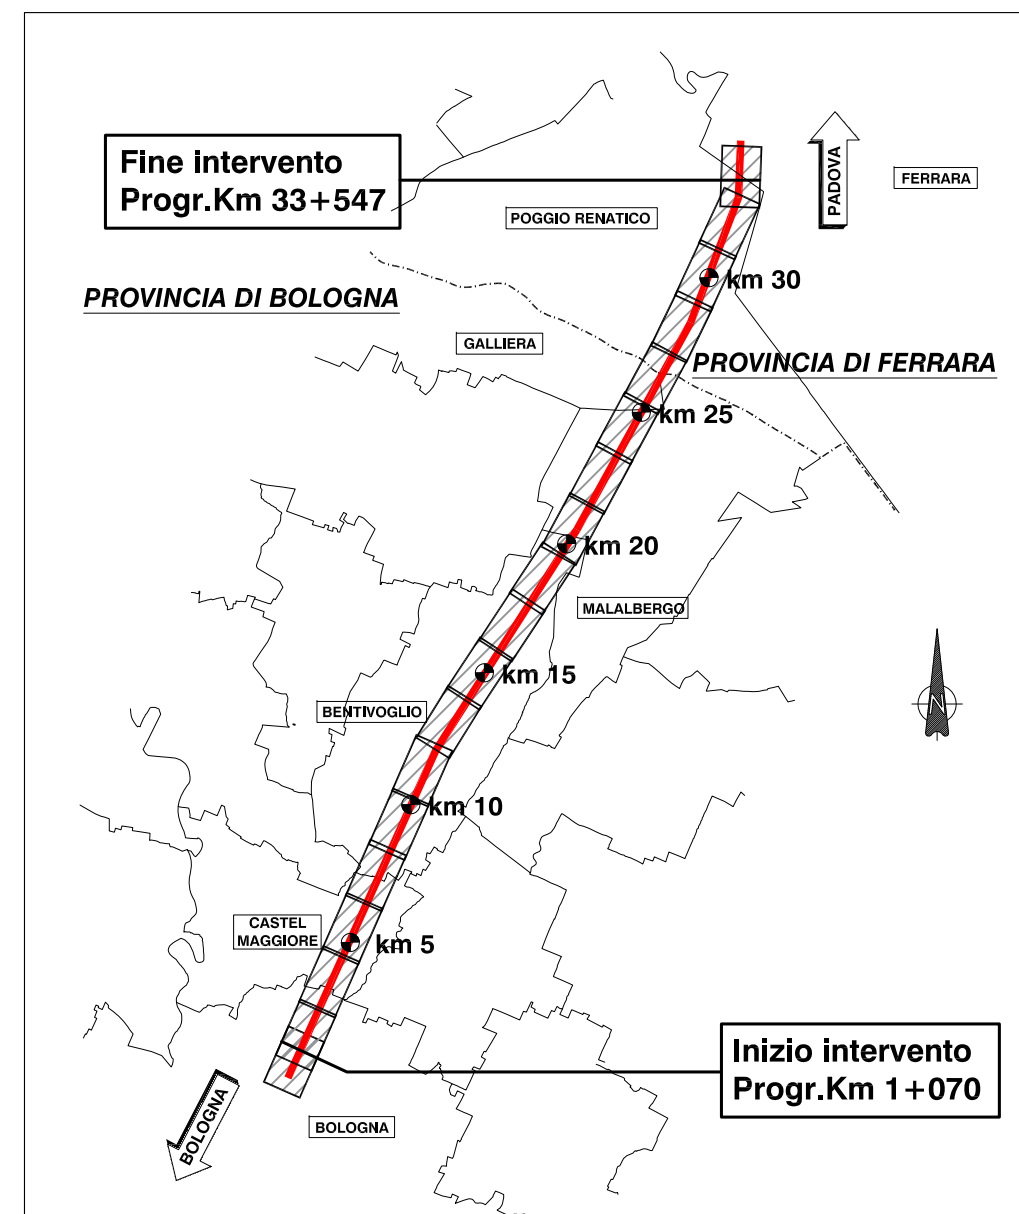 Fine intervento
Progr.Km 33+547
PADOVA
FERRARA
POGGIO RENATICO
km 30
PROVINCIA DI BOLOGNA
GALLIERA
PROVINCIA DI FERRARA
km 25
km 20
MALALBERGO
km 15
BENTIVOGLIO
N
km 10
CASTEL
MAGGIORE
km 5
Inizio intervento
Progr.Km 1+070
BOLOGNA
BOLOGNA